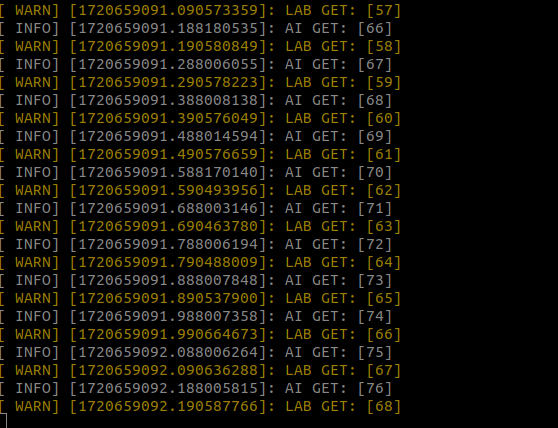 [ WARN] [1720659091.090573359]: LAB GET: [57]
[ INFO] [1720659091.188180535]: AI GET: [66]
[ WARN] [1720659091.190580849]: LAB GET: [58]
[ INFO] [1720659091.288006055]: AI GET: [67]
[ WARN] [1720659091.290578223]: LAB GET: [59]
[ INFO] [1720659091.388008138]: AI GET: [68]
[ WARN] [1720659091.390576049]: LAB GET: [60]
[ INFO] [1720659091.488014594]: AI GET: [69]
[ WARN] [1720659091.490576659]: LAB GET: [61]
[ INFO] [1720659091.588170140]: AI GET: [70]
[ WARN] [1720659091.590493956]: LAB GET: [62]
[ INFO] [1720659091.688003146]: AI GET: [71]
[ WARN] [1720659091.690463780]: LAB GET: [63]
[ INFO] [1720659091.788006194]: AI GET: [72]
[ WARN] [1720659091.790488009]: LAB GET: [64]
[ INFO] [1720659091.888007848]: AI GET: [73]
[ WARN] [1720659091.890537900]: LAB GET: [65]
[ INFO] [1720659091.988007358]: AI GET: [74]
[ WARN] [1720659091.990664673]: LAB GET: [66]
[ INFO] [1720659092.088006264]: AI GET: [75]
[ WARN] [1720659092.090636288]: LAB GET: [67]
[ INFO] [1720659092.188005815]: AI GET: [76]
[ WARN] [1720659092.190587766]: LAB GET: [68]